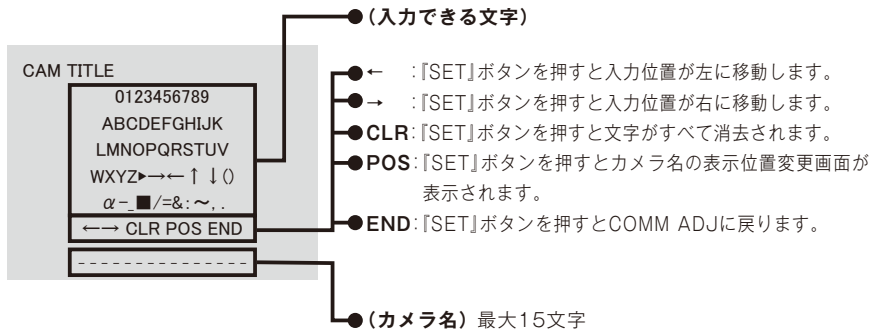 (入力できる文字)
CAM TITLE
0123456789
ABCDEFGHIJK
LMNOPQRSTUV
WXYZ▶→←↑↓()
α-_■/=&:~,.
←→ CLR POS END
---------------
← :『SET』ボタンを押すと入力位置が左に移動します。
→ :『SET』ボタンを押すと入力位置が右に移動します。
CLR:『SET』ボタンを押すと文字がすべて消去されます。
POS:『SET』ボタンを押すとカメラ名の表示位置変更画面が
表示されます。
END:『SET』ボタンを押すとCOMM ADJに戻ります。
(カメラ名) 最大15文字